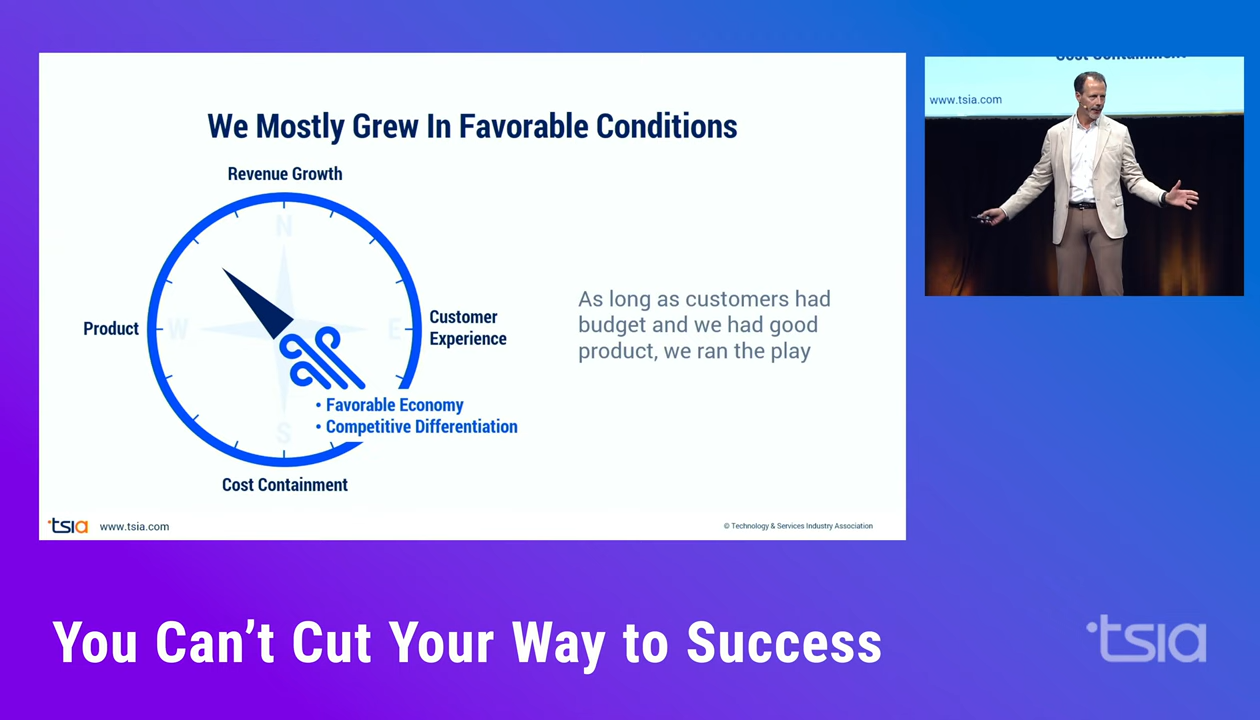 We Mostly Grew In Favorable Conditions
Revenue Growth
N
Product
W
E
Customer
Experience
As long as customers had
budget and we had good
product, we ran the play
• Favorable Economy
• Competitive Differentiation
S
Cost Containment
tsia
www.tsia.com
© Technology & Services Industry Association
Cost Containment
www.tsia.com
You Can't Cut Your Way to Success
tsia